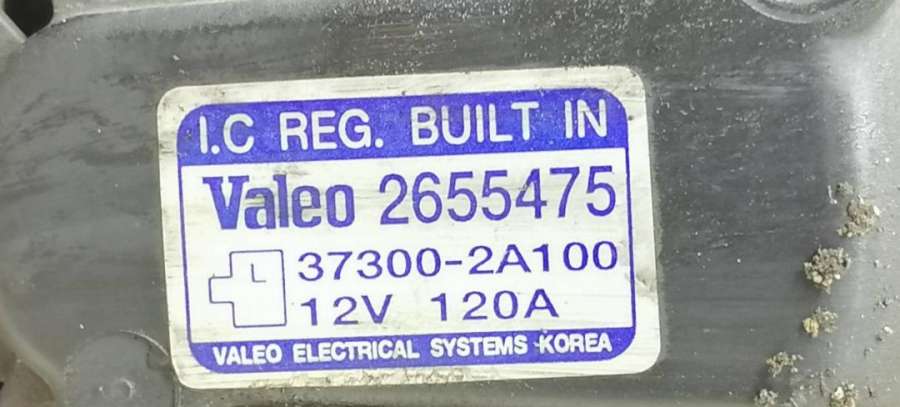 I.C REG. BUILT IN
Valeo 2655475
L 37300-2A100
12V 120A
VALEO ELECTRICAL SYSTEMS KOREA